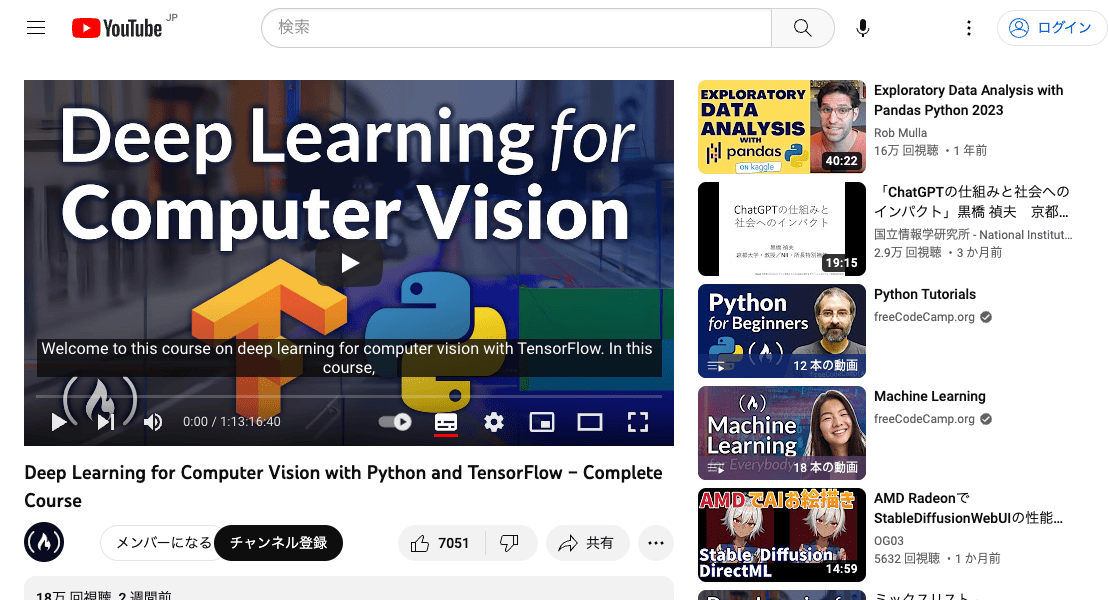 YouTube JP
検索
ログイン
Deep Learning for
Computer Vision
Welcome to this course on deep learning for computer vision with TensorFlow. In this
course,
0:00 / 1:13:16:40
Deep Learning for Computer Vision with Python and TensorFlow – Complete
Course
メンバーになる
チャンネル登録
7051
共有
18万 回視聴 2 週間前
EXPLORATORY
DATA
ANALYSIS
WITH
pandas
ON kaggle
40:22
Exploratory Data Analysis with
Pandas Python 2023
Rob Mulla
16万 回視聴 ・1 年前
ChatGPTの仕組みと
社会へのインパクト
黒橋 禎夫
19:15
「ChatGPTの仕組みと社会への
インパクト」黒橋 禎夫　京都...
国立情報学研究所 - National Institut...
2.9万 回視聴 ・3 か月前
Python
for Beginners
12 本の動画
Python Tutorials
freeCodeCamp.org
Machine
Learning
for Everybody
18 本の動画
Machine Learning
freeCodeCamp.org
AMDでAIお絵描き
Stable Diffusion
DirectML
14:59
AMD Radeonで
StableDiffusionWebUIの性能...
OG03
5632 回視聴 ・1 か月前